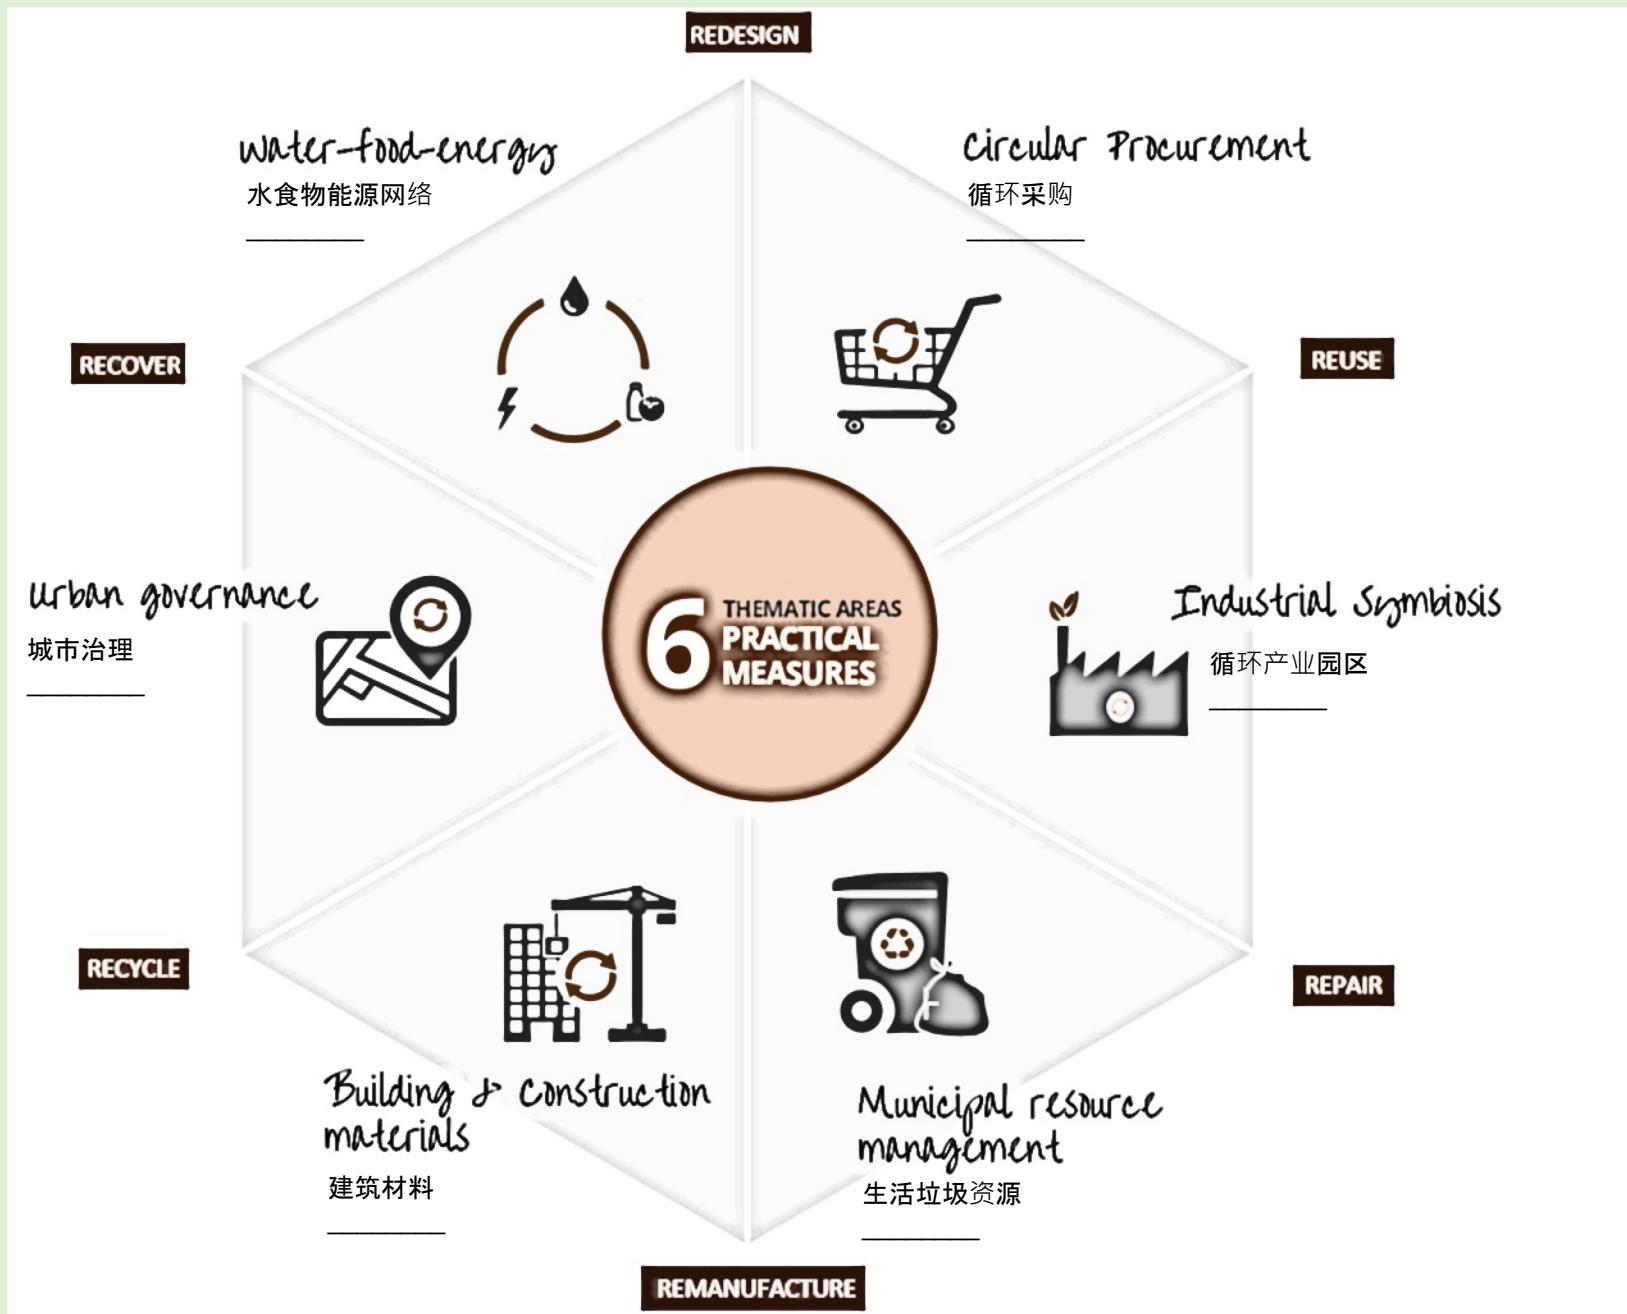 REDESIGN
Water-food-energy
水食物能源网络
Circular Procurement
循环采购
RECOVER
REUSE
Urban governance
城市治理
6 THEMATIC AREAS
PRACTICAL
MEASURES
Industrial Symbiosis
循环产业园区
RECYCLE
REPAIR
Building & Construction
materials
建筑材料
Municipal resource
management
生活垃圾资源
REMANUFACTURE